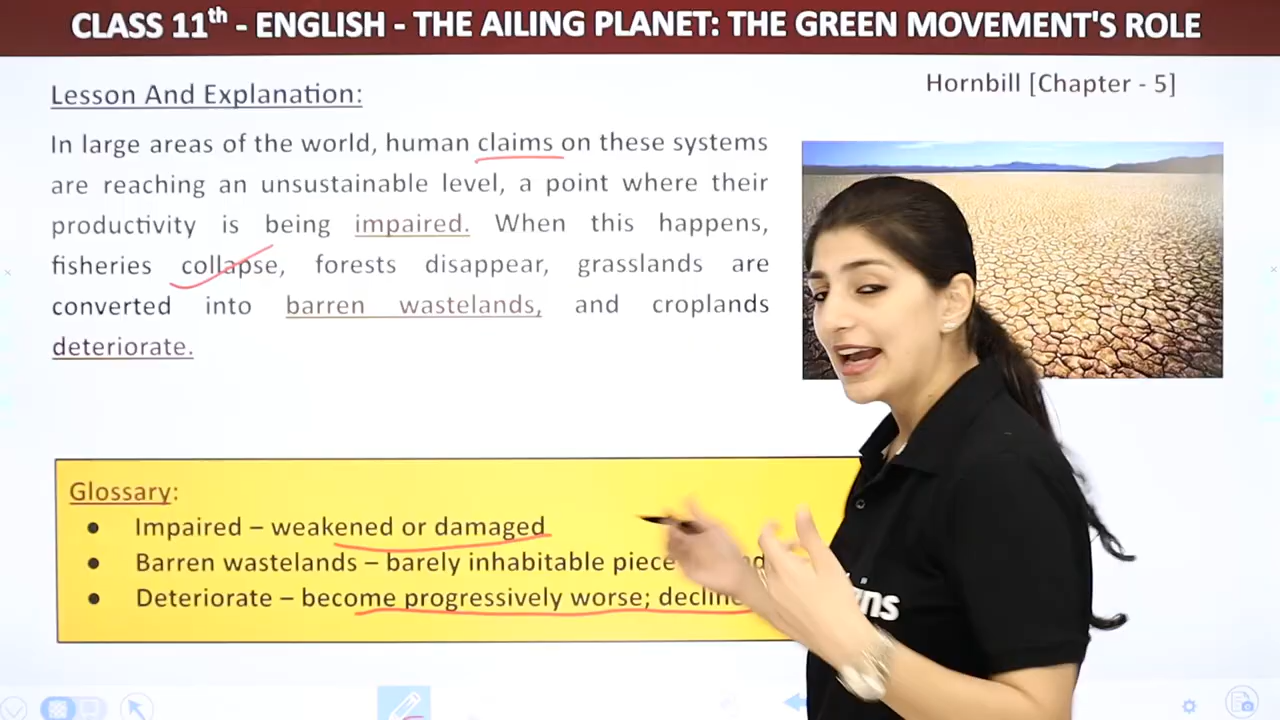 CLASS 11th - ENGLISH - THE AILING PLANET: THE GREEN MOVEMENT'S ROLE
Hornbill [Chapter - 5]
Lesson And Explanation:
In large areas of the world, human claims on these systems
are reaching an unsustainable level, a point where their
productivity is being impaired. When this happens,
fisheries collapse, forests disappear, grasslands are
converted into barren wastelands, and croplands
deteriorate.
Glossary:
● Impaired – weakened or damaged
● Barren wastelands – barely inhabitable
● Deteriorate – become progressively worse;